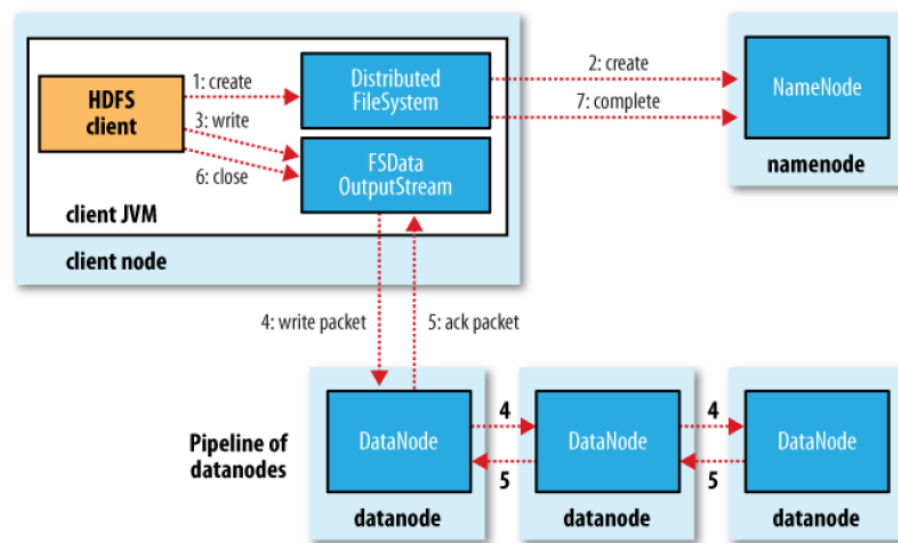 HDFS
client
1: create
3: write
6: close
Distributed
FileSystem
FSData
OutputStream
client JVM
client node
2: create
7: complete
NameNode
namenode
4: write packet
5: ack packet
Pipeline of
datanodes
DataNode
4
5
DataNode
4
5
DataNode
datanode
datanode
datanode